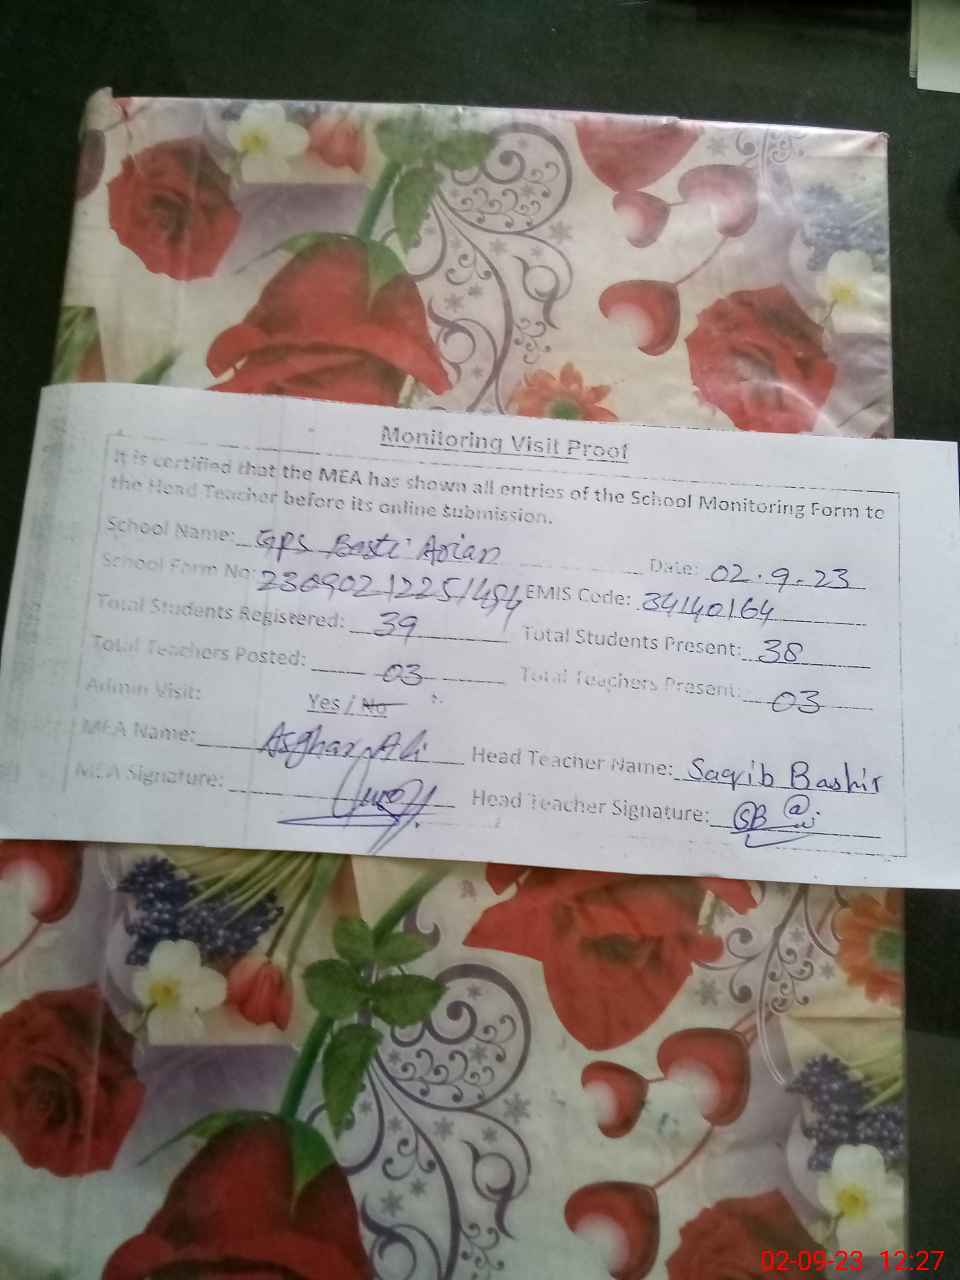 Monitoring Visit Proof
It is certified that the MEA has shown all entries of the School Monitoring Form to
the Head Teacher before its online submission.
School Name: GPS Basti Arian Date: 02.9.23
School Form No: EMIS Code: 34140164
Total Students Registered: 39 Total Students Present: 38
Total Teachers Posted: 03 Total Teachers Present: 03
Admin Visit: Yes / No
MEA Name: Asghar Ali Head Teacher Name: Saqib Bashir
MEA Signature: Head Teacher Signature: SB
02-09-23 12:27